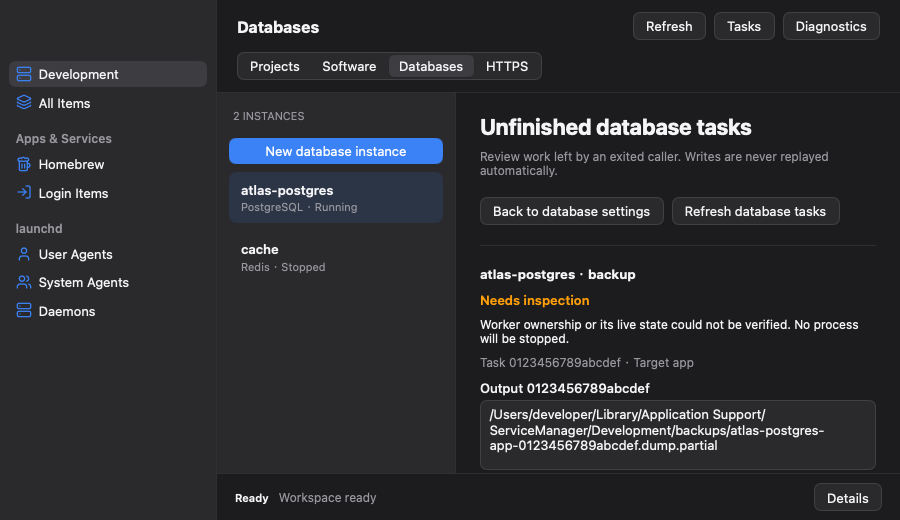 Databases
Refresh
Tasks
Diagnostics
Projects
Software
Databases
HTTPS
Development
All Items
Apps & Services
Homebrew
Login Items
launchd
User Agents
System Agents
Daemons
2 INSTANCES
New database instance
atlas-postgres
PostgreSQL · Running
cache
Redis · Stopped
Unfinished database tasks
Review work left by an exited caller. Writes are never replayed
automatically.
Back to database settings
Refresh database tasks
atlas-postgres · backup
Needs inspection
Worker ownership or its live state could not be verified. No process
will be stopped.
Task 0123456789abcdef · Target app
Output 0123456789abcdef
/Users/developer/Library/Application Support/
ServiceManager/Development/backups/atlas-postgres-
app-0123456789abcdef.dump.partial
Ready
Workspace ready
Details